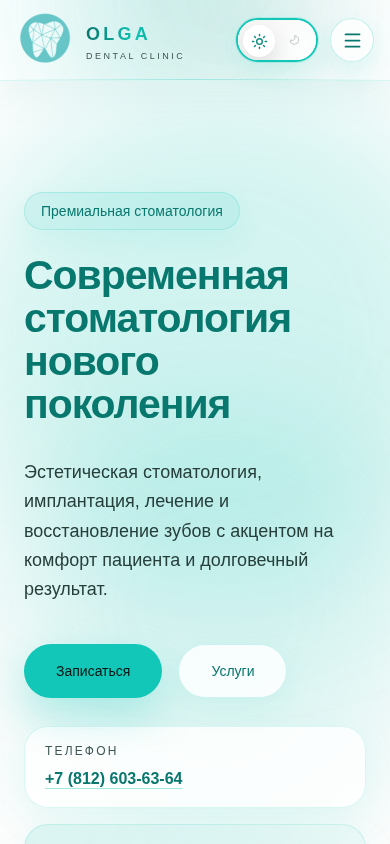 OLGA
DENTAL CLINIC
Премиальная стоматология
Современная
стоматология
нового
поколения
Эстетическая стоматология,
имплантация, лечение и
восстановление зубов с акцентом на
комфорт пациента и долговечный
результат.
Записаться
Услуги
ТЕЛЕФОН
+7 (812) 603-63-64